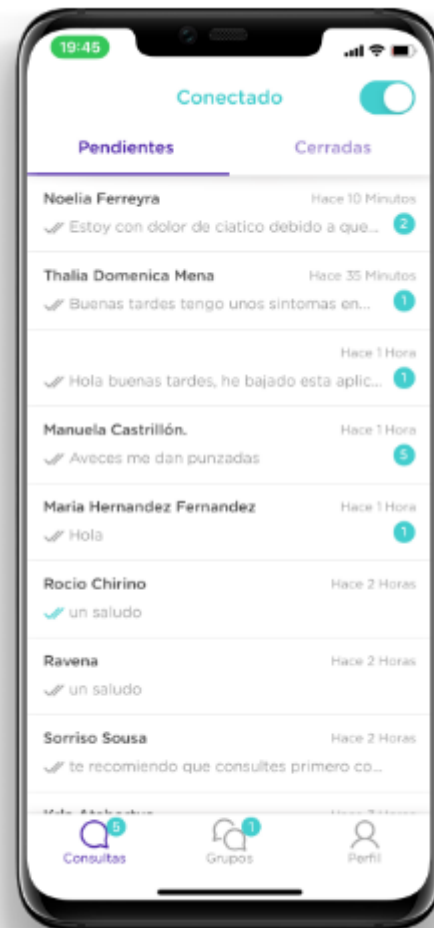 19:45
Conectado
Pendientes Cerradas
Noelia Ferreyra Hace 10 Minutos
Estoy con dolor de ciatico debido a que... 2
Thalia Domenica Mena Hace 35 Minutos
Buenas tardes tengo unos sintomas en... 1
Hace 1 Hora
Hola buenas tardes, he bajado esta aplic... 1
Manuela Castrillón. Hace 1 Hora
Aveces me dan punzadas 5
Maria Hernandez Fernandez Hace 1 Hora
Hola 1
Rocio Chirino Hace 2 Horas
un saludo
Ravena Hace 2 Horas
un saludo
Sorriso Sousa Hace 2 Horas
te recomiendo que consultes primero co...
5 1
Consultas Grupos Perfil